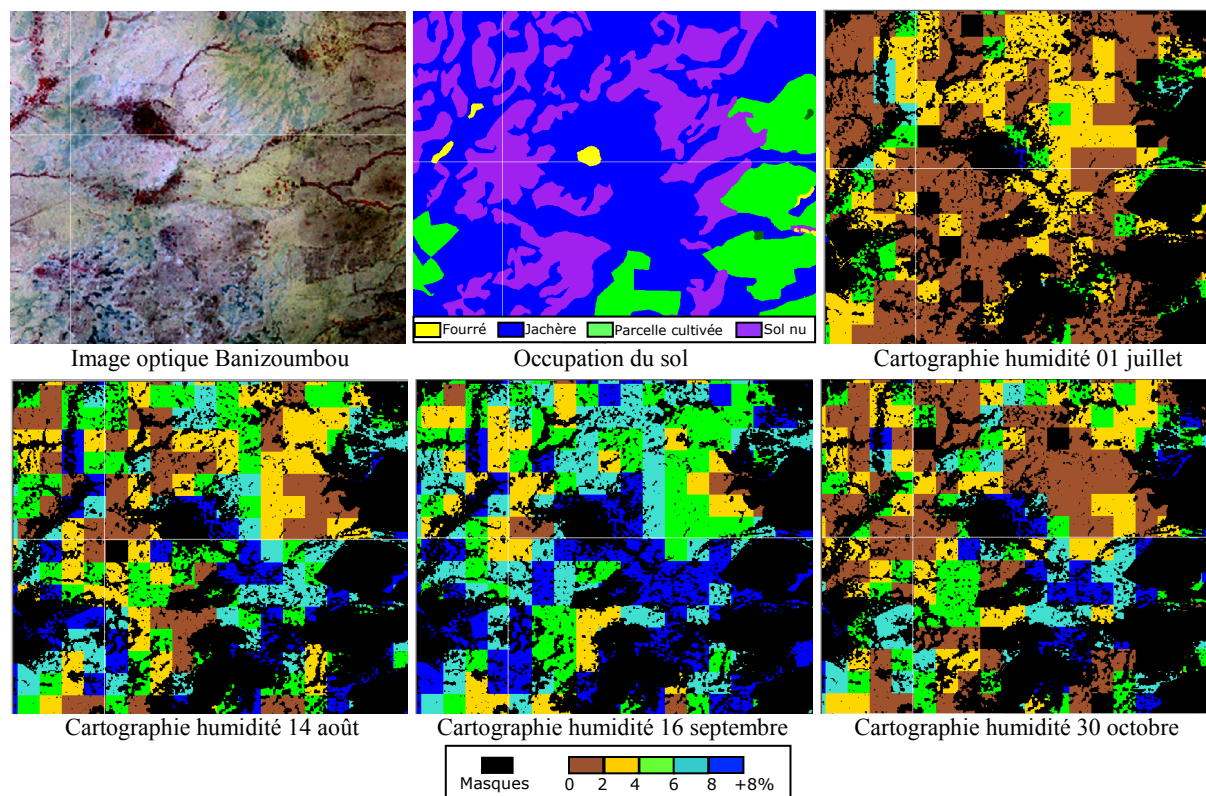 Fourré Jachère Parcelle cultivée Sol nu
Image optique Banizoumbou
Occupation du sol
Cartographie humidité 01 juillet
Cartographie humidité 14 août
Cartographie humidité 16 septembre
Cartographie humidité 30 octobre
Masques
0 2 4 6 8 +8%